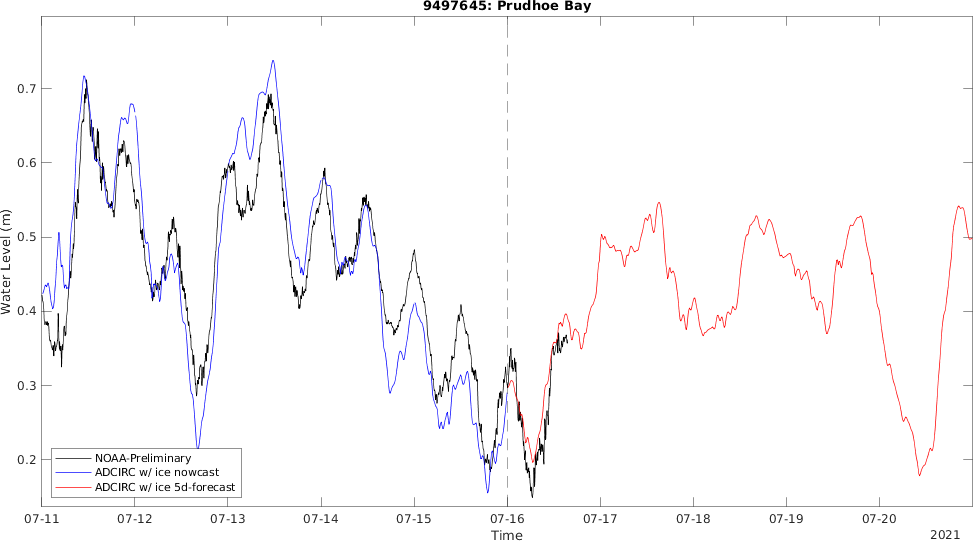 9497645: Prudhoe Bay
Water Level (m)
0.7
0.6
0.5
0.4
0.3
0.2
NOAA-Preliminary
ADCIRC w/ ice nowcast
ADCIRC w/ ice 5d-forecast
07-11 07-12 07-13 07-14 07-15 07-16 07-17 07-18 07-19 07-20
Time
2021